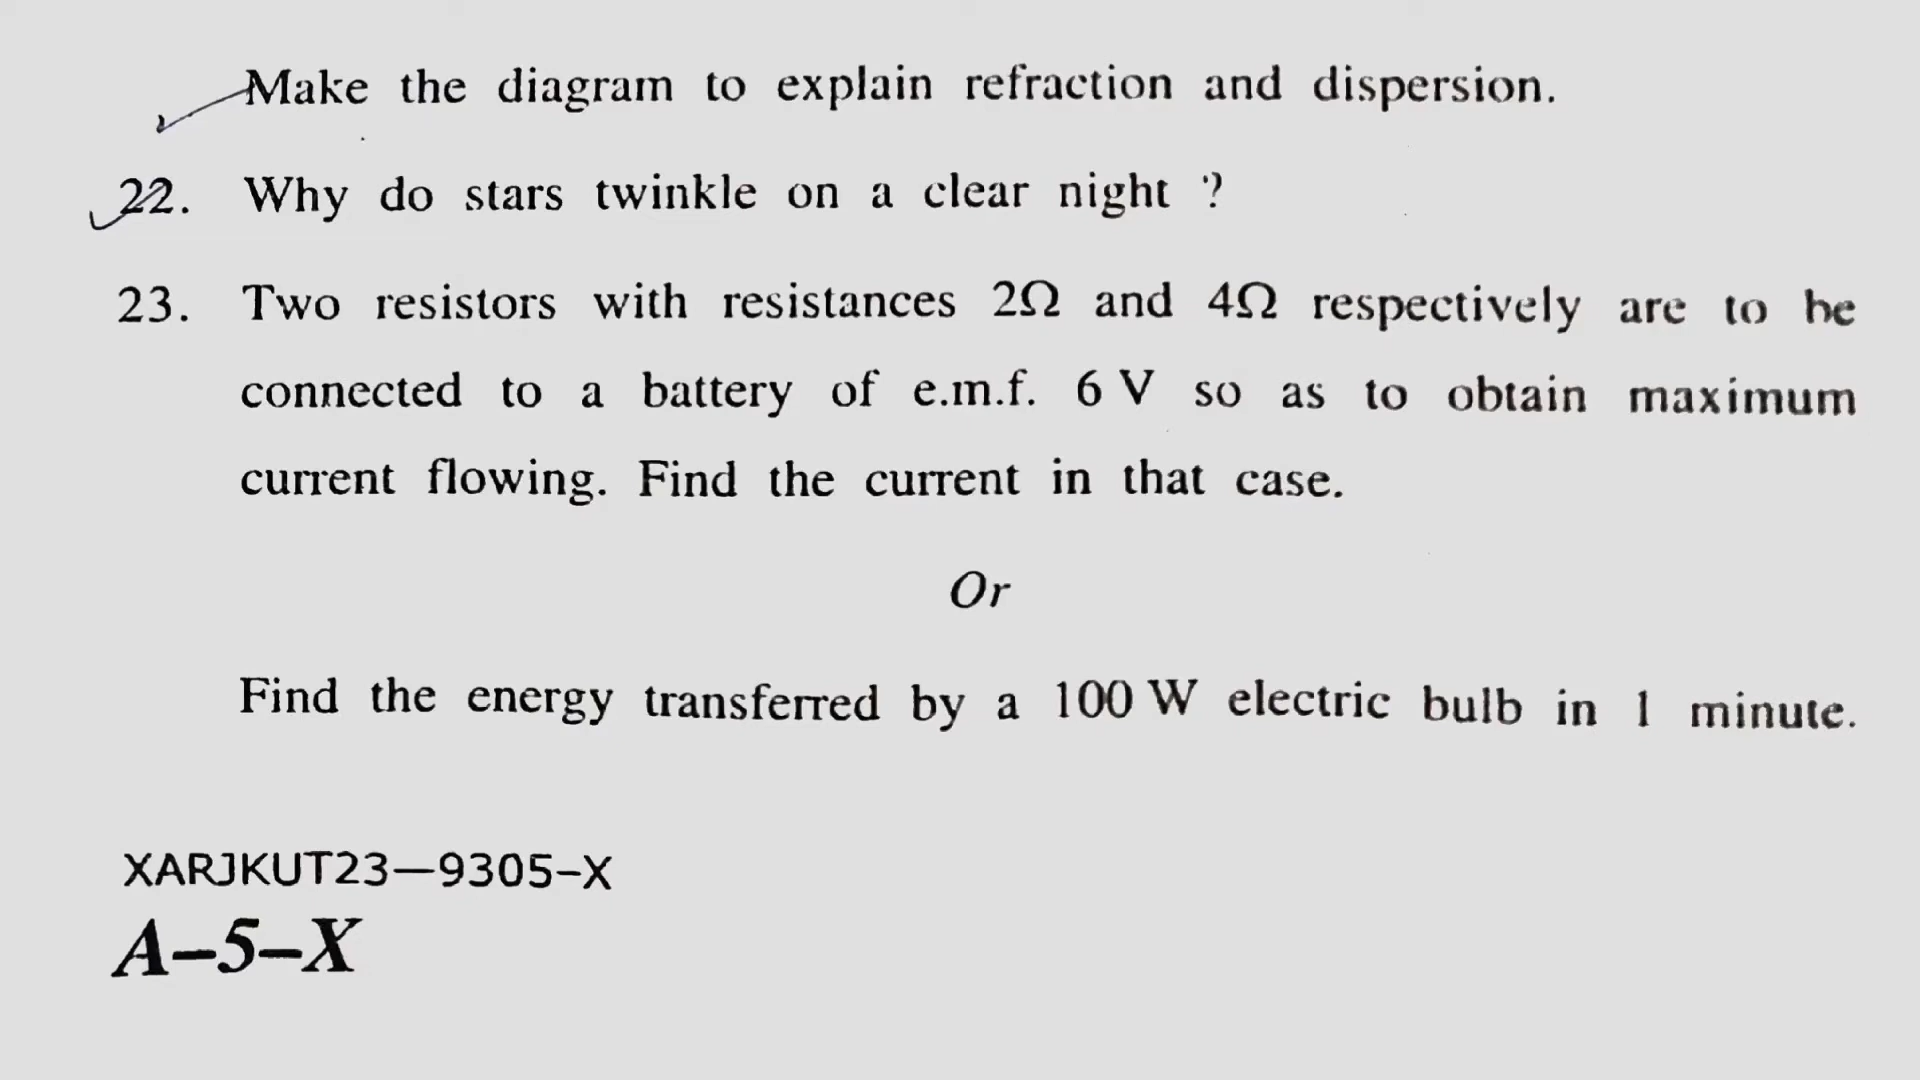 Make the diagram to explain refraction and dispersion.
22. Why do stars twinkle on a clear night ?
23. Two resistors with resistances 2Ω and 4Ω respectively are to be
connected to a battery of e.m.f. 6 V so as to obtain maximum
current flowing. Find the current in that case.
Or
Find the energy transferred by a 100 W electric bulb in 1 minute.
XARJKUT23—9305–X
A–5–X